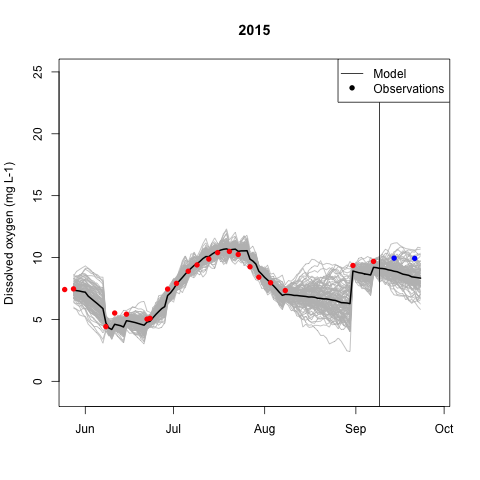 2015
Model
Observations
Dissolved oxygen (mg L-1)
25
20
15
10
5
0
Jun
Jul
Aug
Sep
Oct